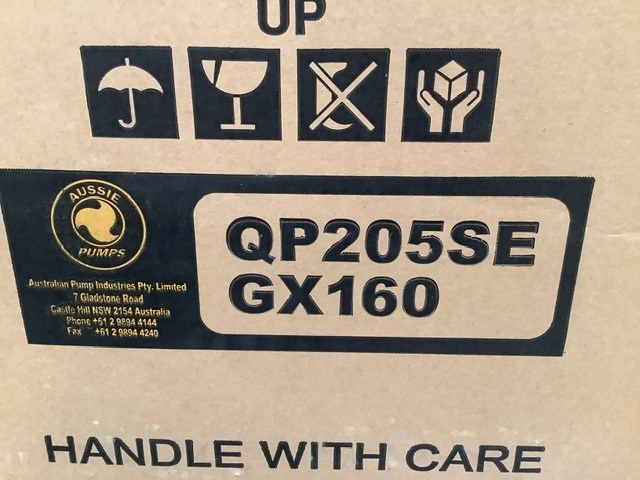 UP
AUSSIE
PUMPS
Australian Pump Industries Pty. Limited
7 Gladstone Road
Castle Hill NSW 2154 Australia
Phone +61 2 9894 4144
Fax +61 2 9894 4240
QP205SE
GX160
HANDLE WITH CARE